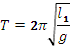 T = 2π√(l₁/g)